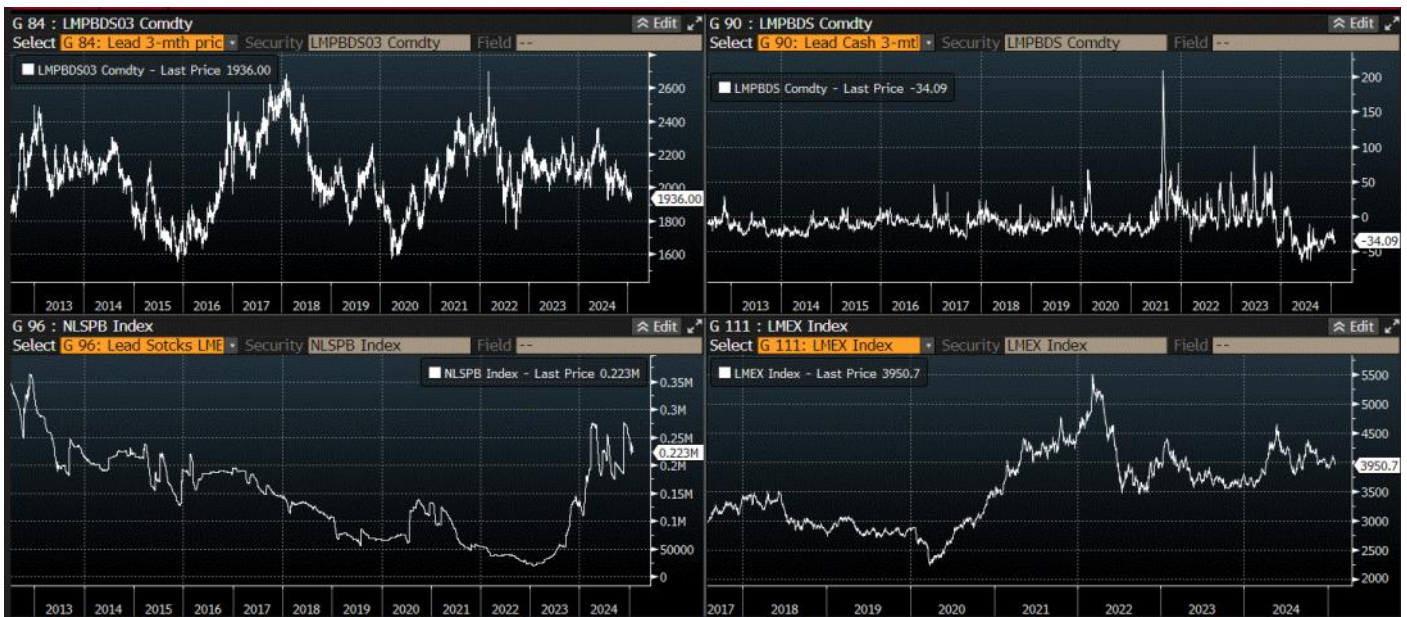 G 84 : LMPBDS03 Comdty
Edit
Select G 84: Lead 3-mth pric Security LMPBDS03 Comdty Field --
LMPBDS03 Comdty - Last Price 1936.00
2600
2400
2200
2000
1936.00
1800
1600
2013 2014 2015 2016 2017 2018 2019 2020 2021 2022 2023 2024
G 90 : LMPBDS Comdty
Edit
Select G 90: Lead Cash 3-mtl Security LMPBDS Comdty Field --
LMPBDS Comdty - Last Price -34.09
200
150
100
50
0
-34.09
-50
2013 2014 2015 2016 2017 2018 2019 2020 2021 2022 2023 2024
G 96 : NLSPB Index
Edit
Select G 96: Lead Sotcks LME Security NLSPB Index Field --
NLSPB Index - Last Price 0.223M
0.35M
0.3M
0.25M
0.223M
0.2M
0.15M
0.1M
50000
0
2013 2014 2015 2016 2017 2018 2019 2020 2021 2022 2023 2024
G 111 : LMEX Index
Edit
Select G 111: LMEX Index Security LMEX Index Field --
LMEX Index - Last Price 3950.7
5500
5000
4500
3950.7
3500
3000
2500
2000
2017 2018 2019 2020 2021 2022 2023 2024